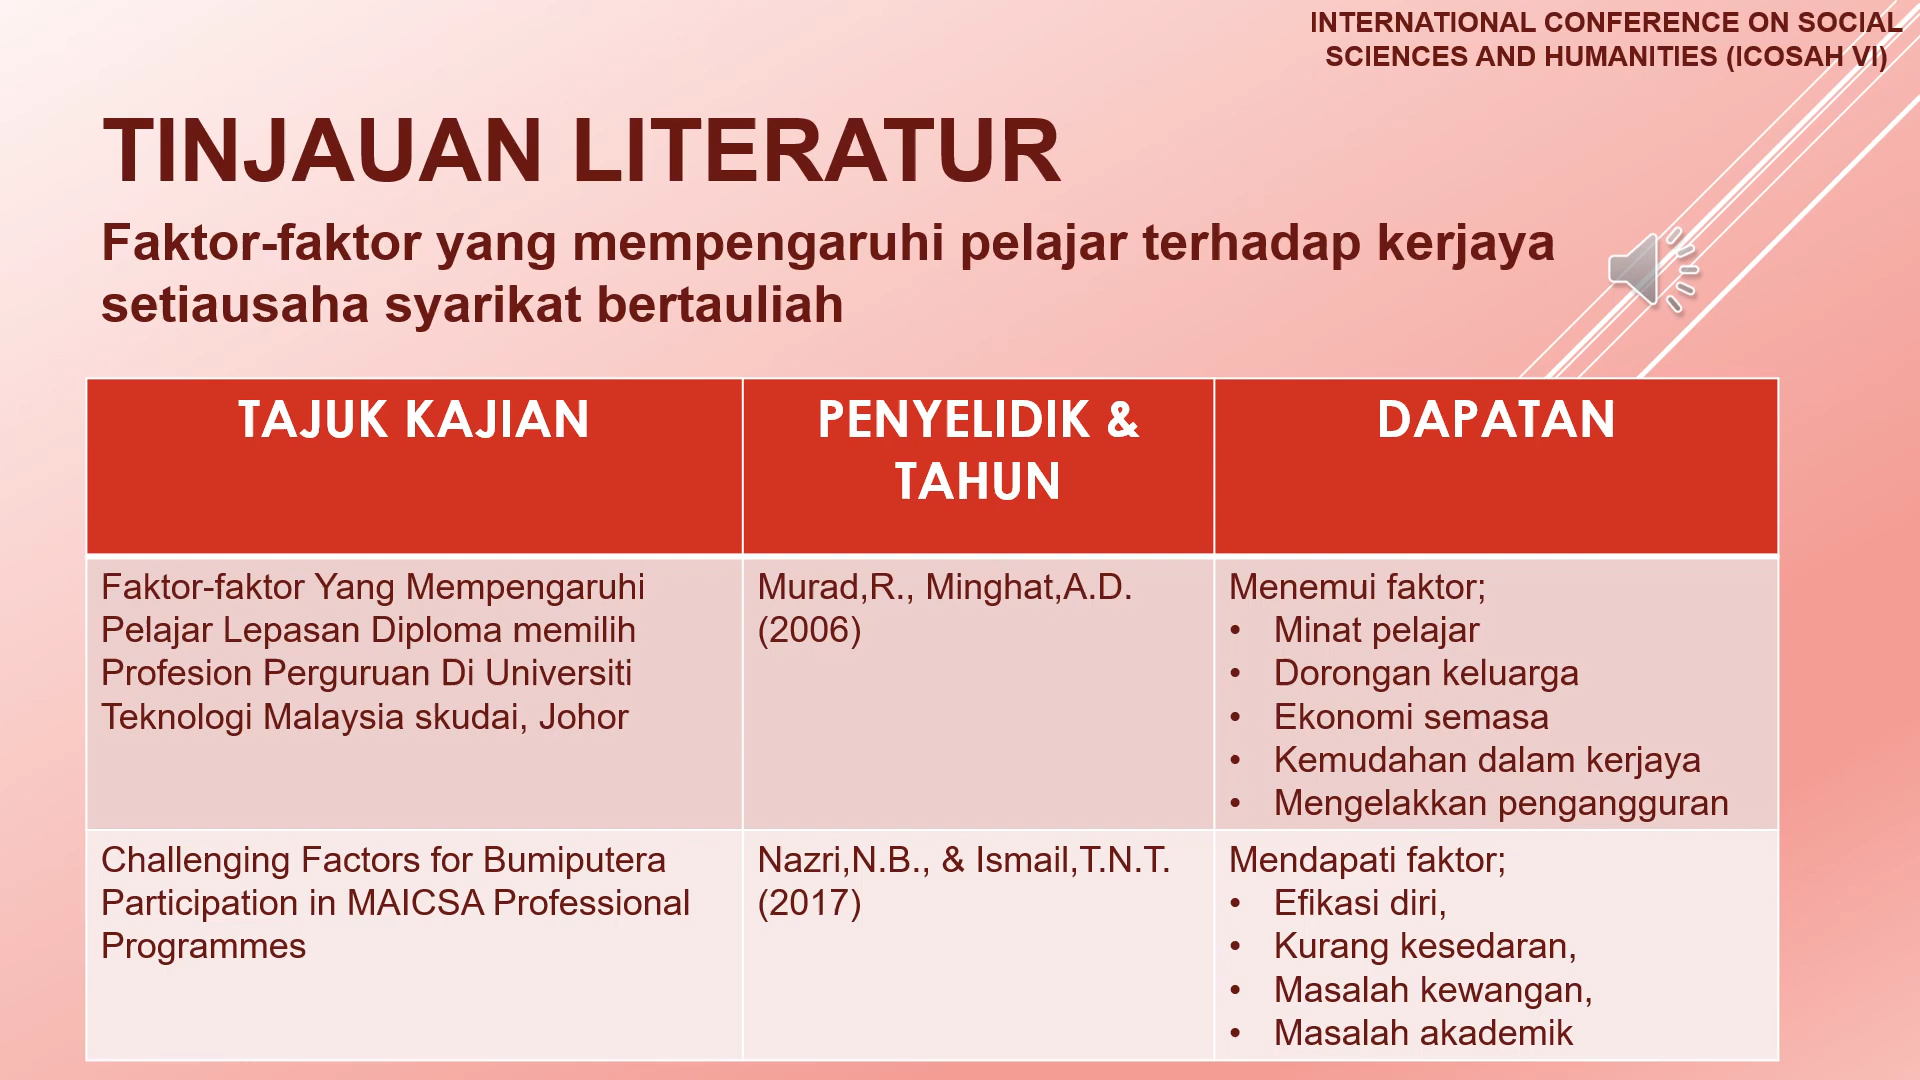 INTERNATIONAL CONFERENCE ON SOCIAL
SCIENCES AND HUMANITIES (ICOSAH VI)
TINJAUAN LITERATUR
Faktor-faktor yang mempengaruhi pelajar terhadap kerjaya
setiausaha syarikat bertauliah
TAJUK KAJIAN
PENYELIDIK &
TAHUN
DAPATAN
Faktor-faktor Yang Mempengaruhi
Pelajar Lepasan Diploma memilih
Profesion Perguruan Di Universiti
Teknologi Malaysia skudai, Johor
Murad,R., Minghat,A.D.
(2006)
Menemui faktor;
• Minat pelajar
• Dorongan keluarga
• Ekonomi semasa
• Kemudahan dalam kerjaya
• Mengelakkan pengangguran
Challenging Factors for Bumiputera
Participation in MAICSA Professional
Programmes
Nazri,N.B., & Ismail,T.N.T.
(2017)
Mendapati faktor;
• Efikasi diri,
• Kurang kesedaran,
• Masalah kewangan,
• Masalah akademik